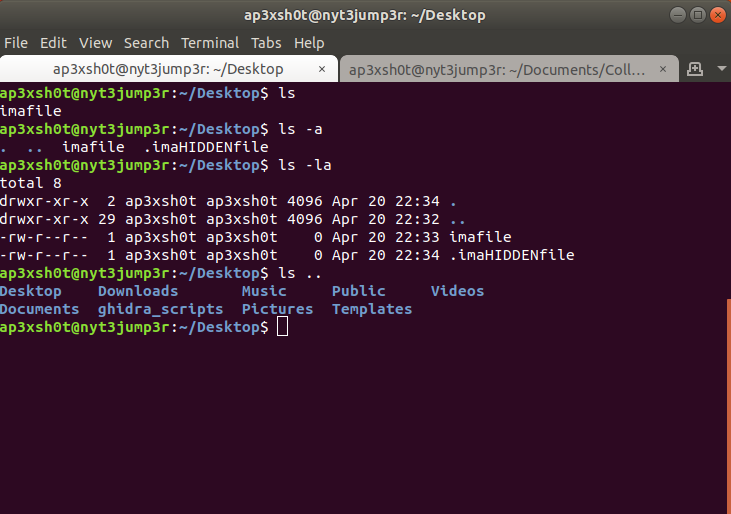 ap3xsh0t@nyt3jump3r: ~/Desktop
File Edit View Search Terminal Tabs Help
ap3xsh0t@nyt3jump3r: ~/Desktop × ap3xsh0t@nyt3jump3r: ~/Documents/Coll... ×
ap3xsh0t@nyt3jump3r:~/Desktop$ ls
imafile
ap3xsh0t@nyt3jump3r:~/Desktop$ ls -a
.  ..  imafile  .imaHIDDENfile
ap3xsh0t@nyt3jump3r:~/Desktop$ ls -la
total 8
drwxr-xr-x  2 ap3xsh0t ap3xsh0t 4096 Apr 20 22:34 .
drwxr-xr-x 29 ap3xsh0t ap3xsh0t 4096 Apr 20 22:32 ..
-rw-r--r--  1 ap3xsh0t ap3xsh0t    0 Apr 20 22:33 imafile
-rw-r--r--  1 ap3xsh0t ap3xsh0t    0 Apr 20 22:34 .imaHIDDENfile
ap3xsh0t@nyt3jump3r:~/Desktop$ ls ..
Desktop    Downloads       Music     Public     Videos
Documents  ghidra_scripts  Pictures  Templates
ap3xsh0t@nyt3jump3r:~/Desktop$